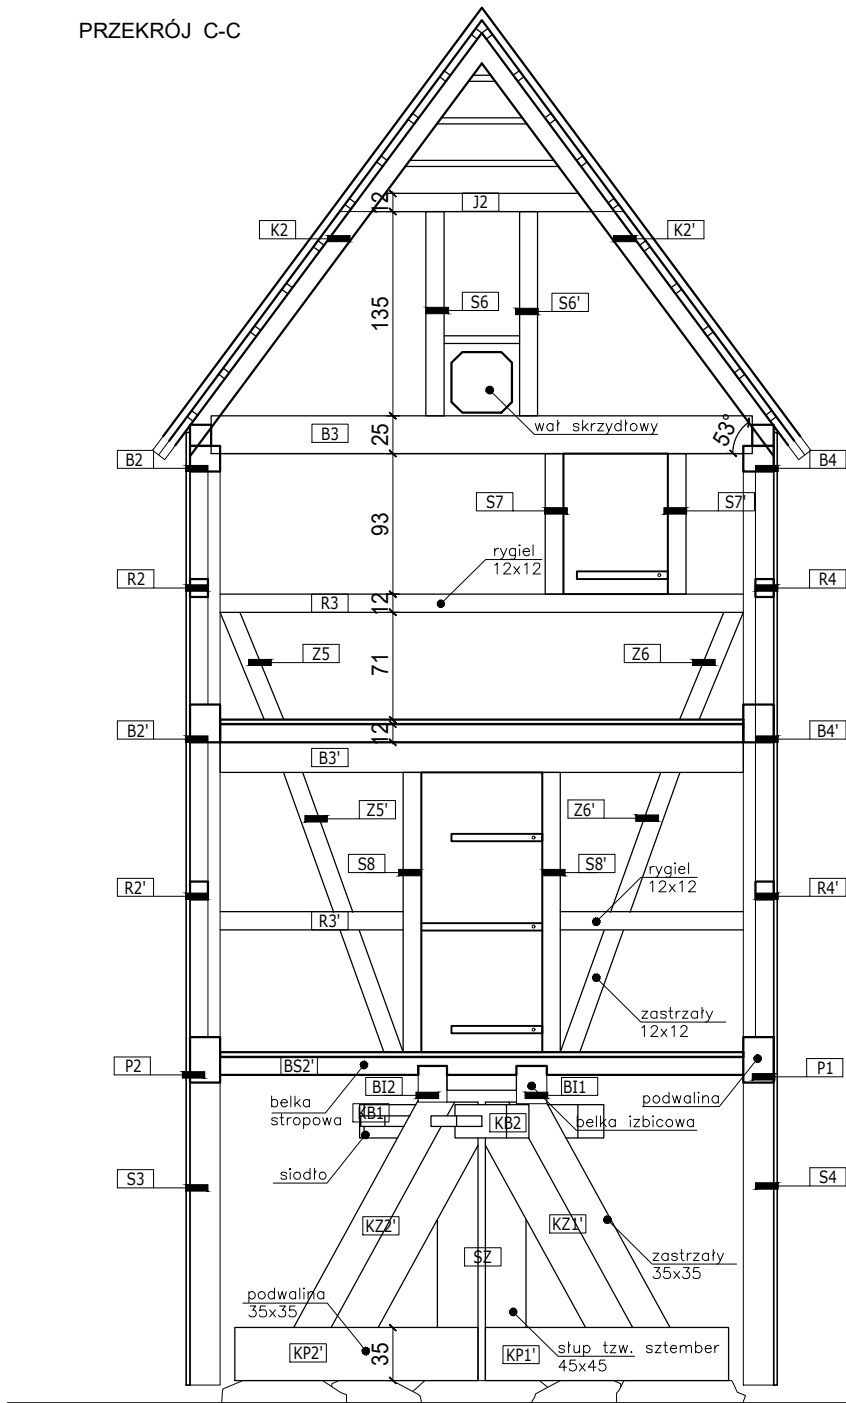 PRZEKRÓJ C-C
12
J2
K2
K2'
S6
S6'
135
wał skrzydłowy
B3
25
53°
B2
B4
S7
S7'
93
rygiel
12x12
R2
R4
R3
12
Z5
Z6
71
B2'
12
B4'
B3'
Z5'
Z6'
S8
S8'
rygiel
12x12
R2'
R4'
R3'
zastrzały
12x12
P2
BS2'
P1
BI2
BI1
podwalina
belka
stropowa
KB1
KB2
belka izbicowa
siodło
S3
S4
KZ2'
KZ1'
SZ
zastrzały
35x35
podwalina
35x35
KP2'
35
KP1'
słup tzw. sztember
45x45